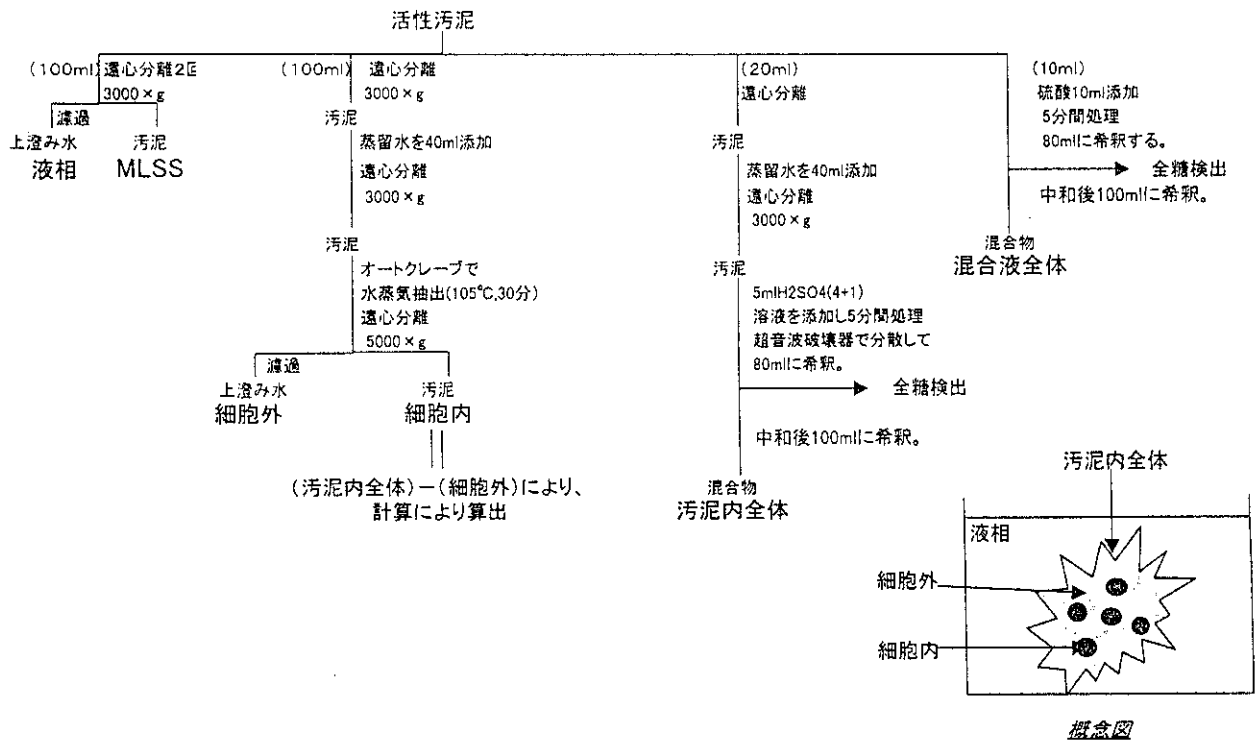 活性汚泥
(100ml)
遠心分離2回
3000×g
濾過
上澄み水
汚泥
液相
MLSS
(100ml)
遠心分離
3000×g
汚泥
蒸留水を40ml添加
遠心分離
3000×g
汚泥
オートクレーブで
水蒸気抽出(105℃,30分)
遠心分離
5000×g
濾過
上澄み水
汚泥
細胞外
細胞内
(汚泥内全体)－(細胞外)により、
計算により算出
(20ml)
遠心分離
汚泥
蒸留水を40ml添加
遠心分離
3000×g
汚泥
5mlH2SO4(4+1)
溶液を添加し5分間処理
超音波破壊器で分散して
80mlに希釈。
全糖検出
中和後100mlに希釈。
混合物
汚泥内全体
(10ml)
硫酸10ml添加
5分間処理
80mlに希釈する。
全糖検出
中和後100mlに希釈。
混合物
混合液全体
汚泥内全体
液相
細胞外
細胞内
概念図